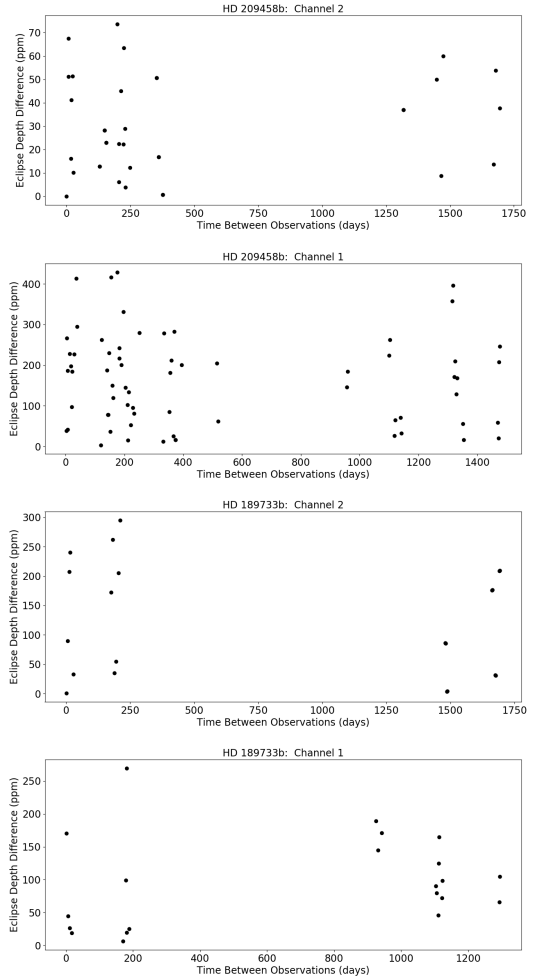 HD 209458b: Channel 2
70
60
50
40
30
20
10
0
Eclipse Depth Difference (ppm)
0 250 500 750 1000 1250 1500 1750
Time Between Observations (days)
HD 209458b: Channel 1
400
300
200
100
0
Eclipse Depth Difference (ppm)
0 200 400 600 800 1000 1200 1400
Time Between Observations (days)
HD 189733b: Channel 2
300
250
200
150
100
50
0
Eclipse Depth Difference (ppm)
0 250 500 750 1000 1250 1500 1750
Time Between Observations (days)
HD 189733b: Channel 1
250
200
150
100
50
0
Eclipse Depth Difference (ppm)
0 200 400 600 800 1000 1200
Time Between Observations (days)